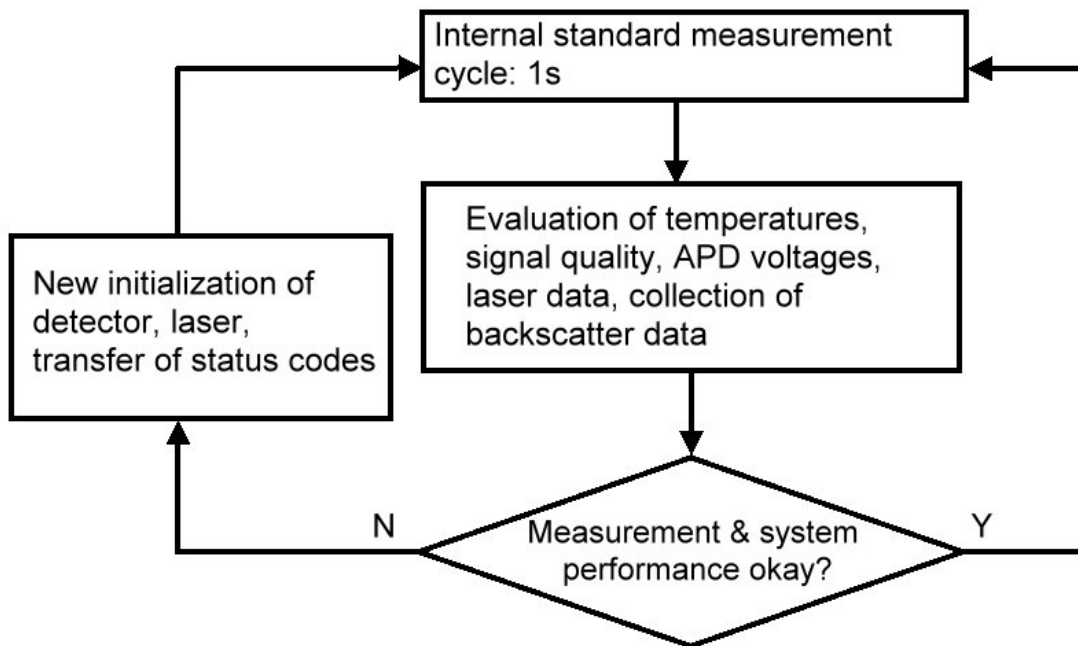 Internal standard measurement
cycle: 1s
Evaluation of temperatures,
signal quality, APD voltages,
laser data, collection of
backscatter data
New initialization of
detector, laser,
transfer of status codes
N
Measurement & system
performance okay?
Y